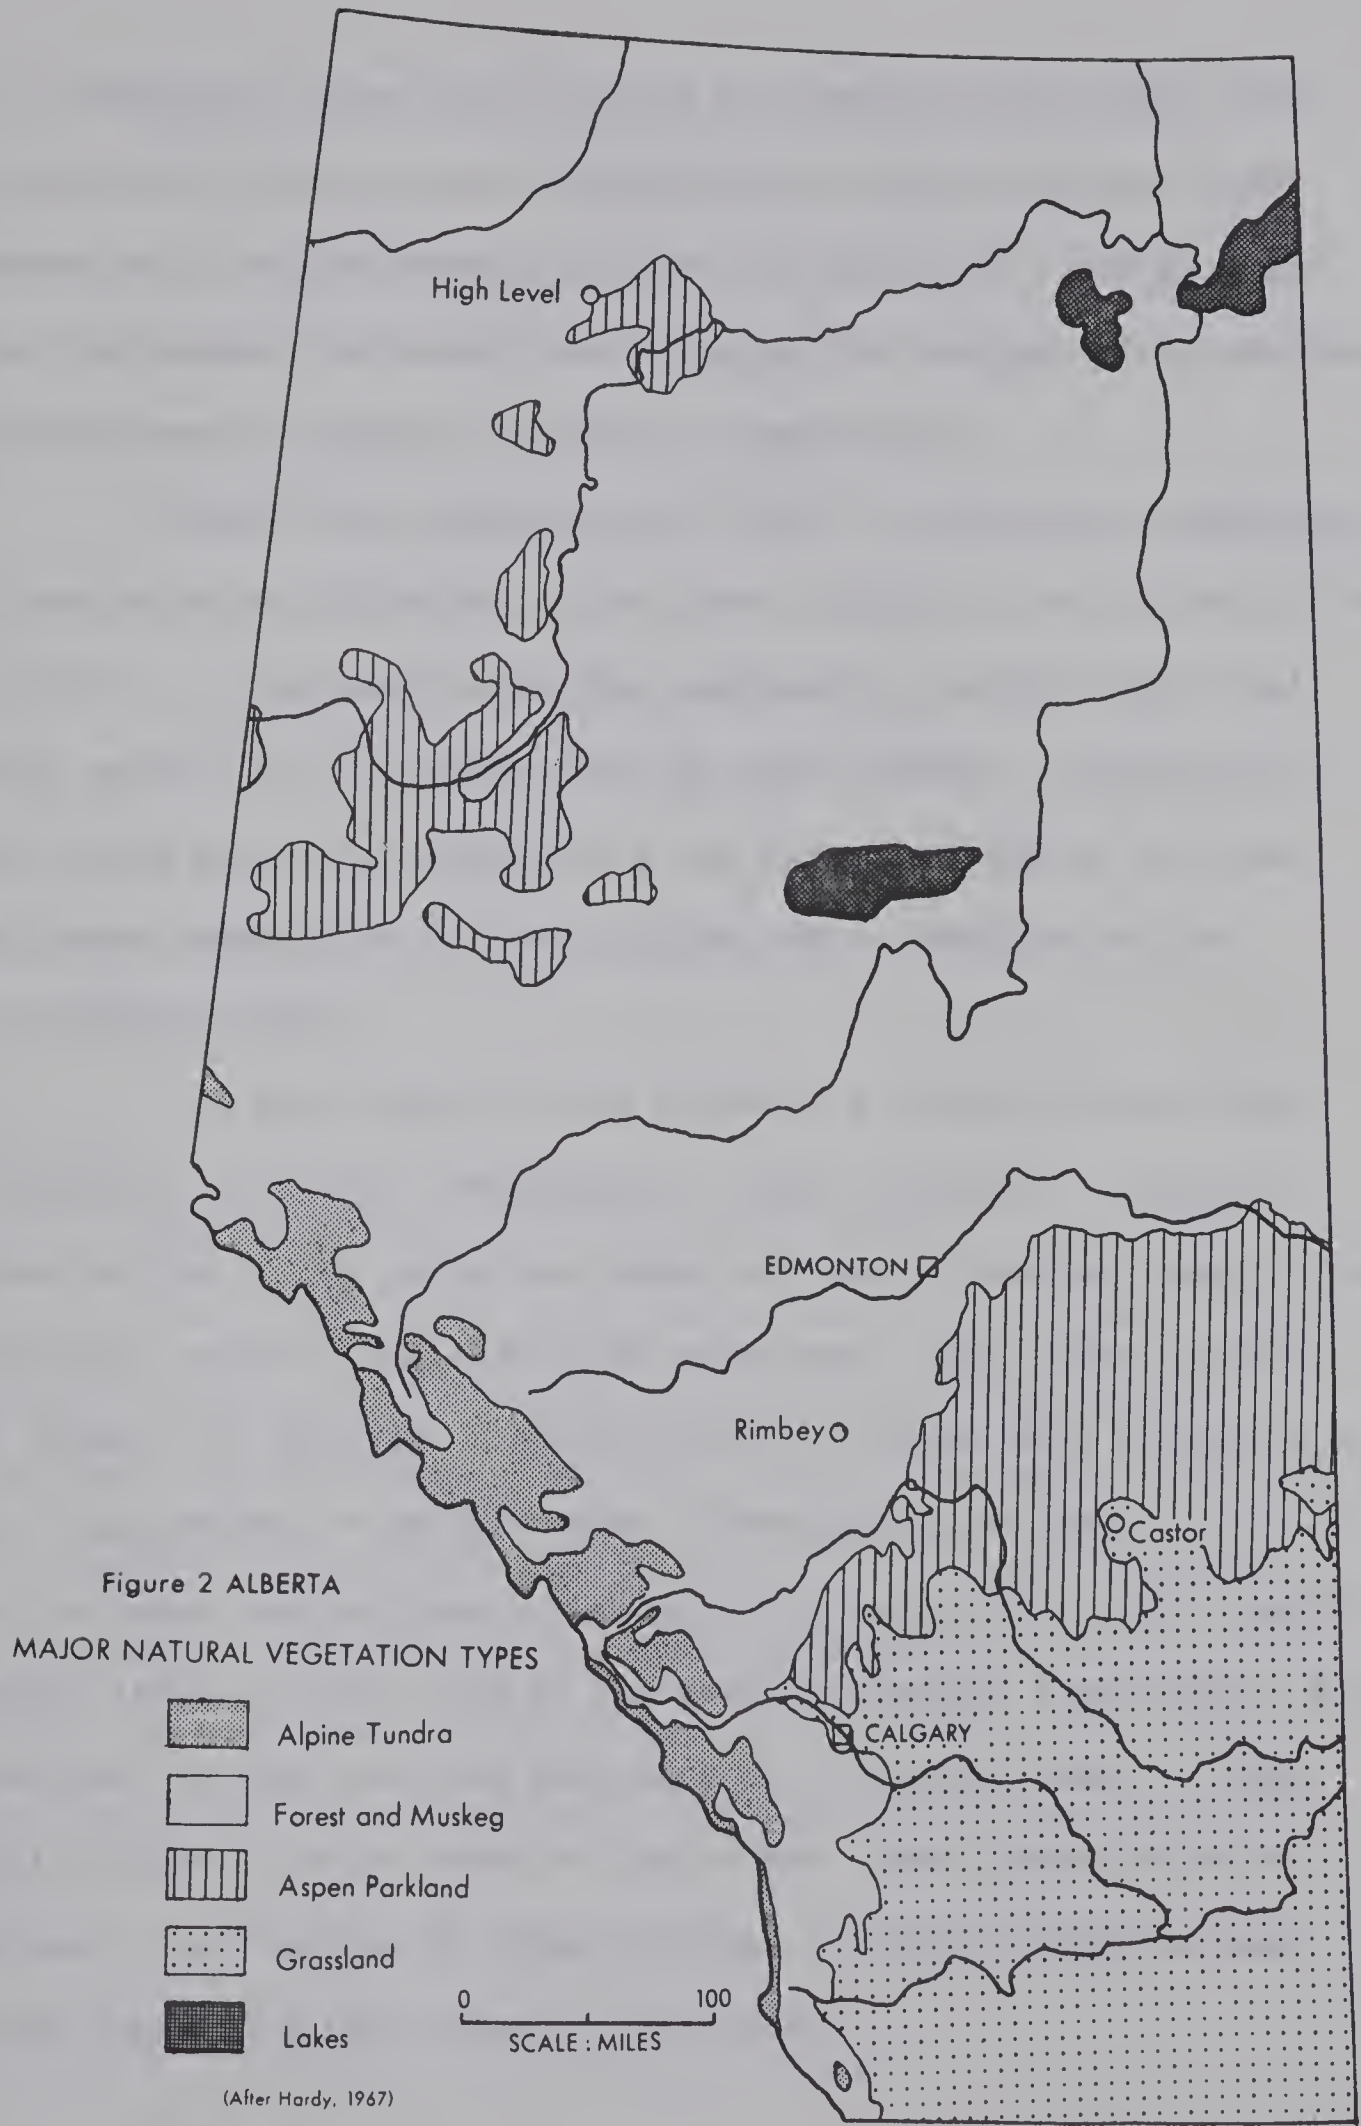 High Level
EDMONTON
Rimbey
Castor
CALGARY
Figure 2 ALBERTA
MAJOR NATURAL VEGETATION TYPES
Alpine Tundra
Forest and Muskeg
Aspen Parkland
Grassland
Lakes
0 100
SCALE : MILES
(After Hardy, 1967)